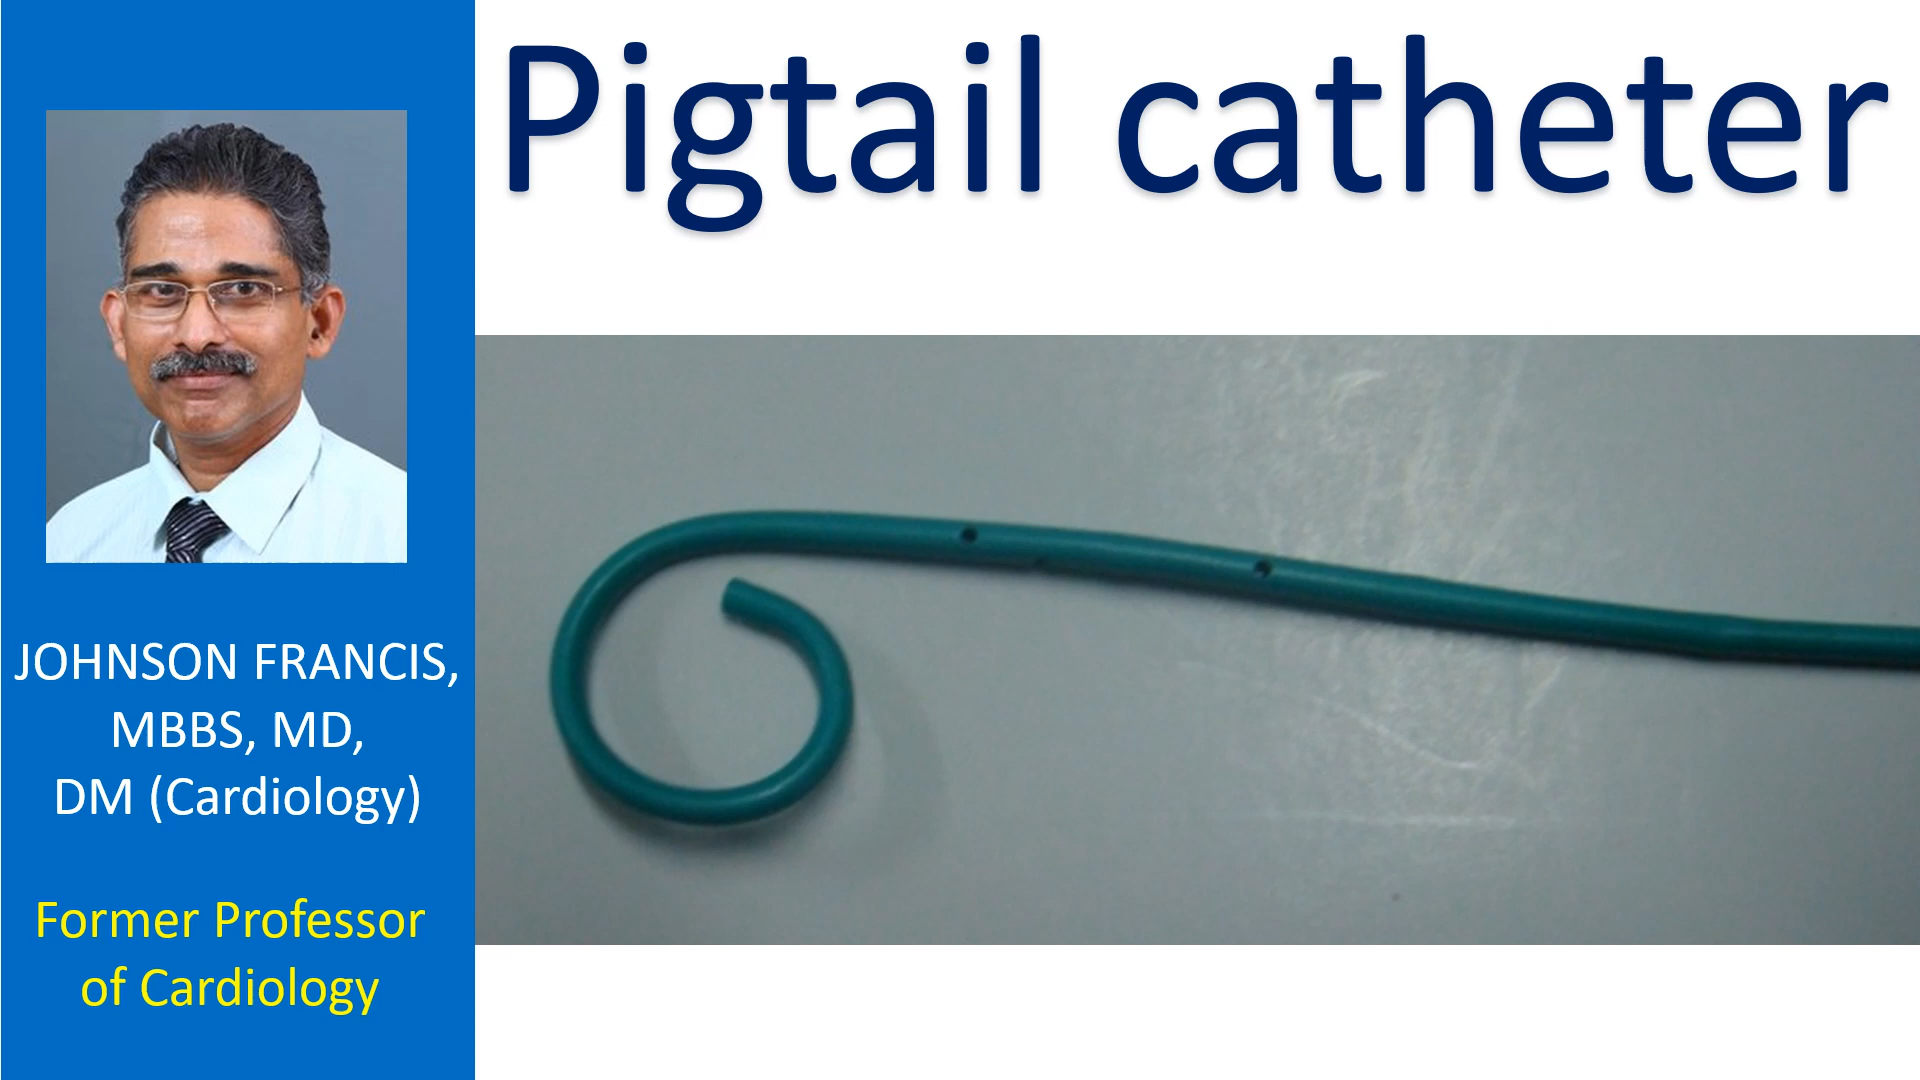 Pigtail catheter
JOHNSON FRANCIS,
MBBS, MD,
DM (Cardiology)
Former Professor
of Cardiology